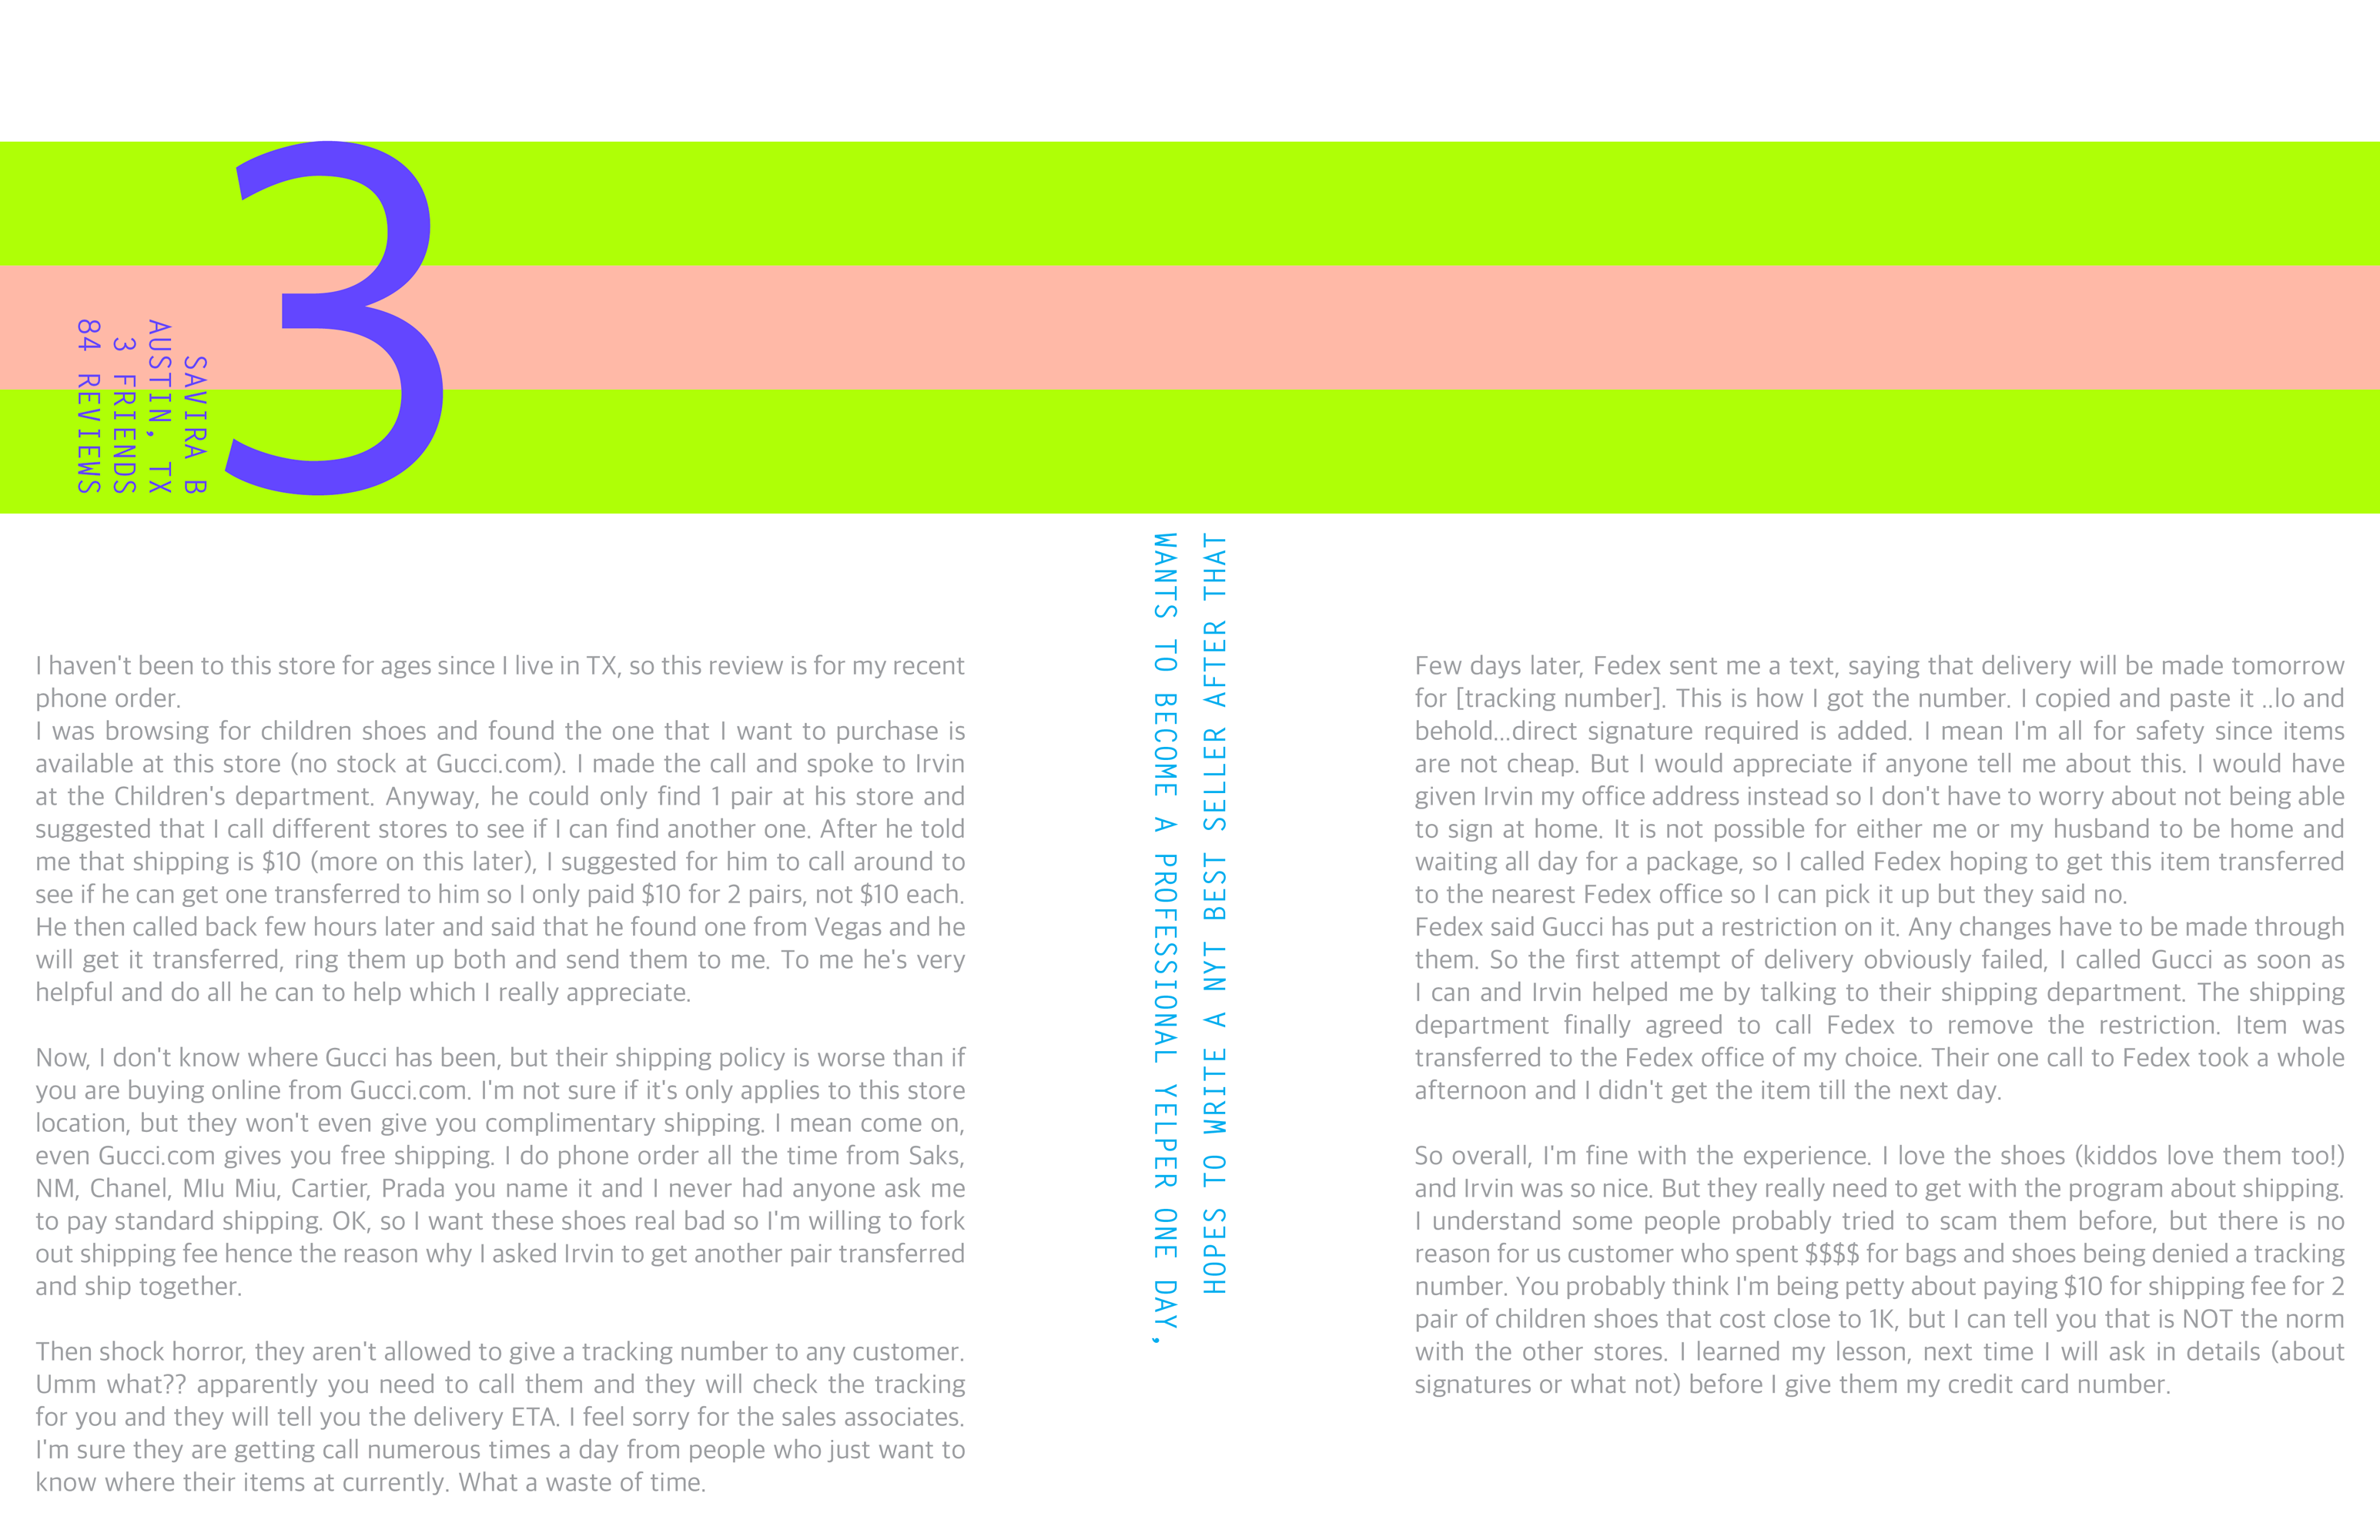 3
SAVIRA B
AUSTIN, TX
3 FRIENDS
84 REVIEWS
I haven't been to this store for ages since I live in TX, so this review is for my recent
phone order.
I was browsing for children shoes and found the one that I want to purchase is
available at this store (no stock at Gucci.com). I made the call and spoke to Irvin
at the Children's department. Anyway, he could only find 1 pair at his store and
suggested that I call different stores to see if I can find another one. After he told
me that shipping is $10 (more on this later), I suggested for him to call around to
see if he can get one transferred to him so I only paid $10 for 2 pairs, not $10 each.
He then called back few hours later and said that he found one from Vegas and he
will get it transferred, ring them up both and send them to me. To me he's very
helpful and do all he can to help which I really appreciate.
Now, I don't know where Gucci has been, but their shipping policy is worse than if
you are buying online from Gucci.com. I'm not sure if it's only applies to this store
location, but they won't even give you complimentary shipping. I mean come on,
even Gucci.com gives you free shipping. I do phone order all the time from Saks,
NM, Chanel, MIu Miu, Cartier, Prada you name it and I never had anyone ask me
to pay standard shipping. OK, so I want these shoes real bad so I'm willing to fork
out shipping fee hence the reason why I asked Irvin to get another pair transferred
and ship together.
Then shock horror, they aren't allowed to give a tracking number to any customer.
Umm what?? apparently you need to call them and they will check the tracking
for you and they will tell you the delivery ETA. I feel sorry for the sales associates.
I'm sure they are getting call numerous times a day from people who just want to
know where their items at currently. What a waste of time.
WANTS TO BECOME A PROFESSIONAL YELPER ONE DAY,
HOPES TO WRITE A NYT BEST SELLER AFTER THAT
Few days later, Fedex sent me a text, saying that delivery will be made tomorrow
for [tracking number]. This is how I got the number. I copied and paste it ..lo and
behold...direct signature required is added. I mean I'm all for safety since items
are not cheap. But I would appreciate if anyone tell me about this. I would have
given Irvin my office address instead so I don't have to worry about not being able
to sign at home. It is not possible for either me or my husband to be home and
waiting all day for a package, so I called Fedex hoping to get this item transferred
to the nearest Fedex office so I can pick it up but they said no.
Fedex said Gucci has put a restriction on it. Any changes have to be made through
them. So the first attempt of delivery obviously failed, I called Gucci as soon as
I can and Irvin helped me by talking to their shipping department. The shipping
department finally agreed to call Fedex to remove the restriction. Item was
transferred to the Fedex office of my choice. Their one call to Fedex took a whole
afternoon and I didn't get the item till the next day.
So overall, I'm fine with the experience. I love the shoes (kiddos love them too!)
and Irvin was so nice. But they really need to get with the program about shipping.
I understand some people probably tried to scam them before, but there is no
reason for us customer who spent $$$$ for bags and shoes being denied a tracking
number. You probably think I'm being petty about paying $10 for shipping fee for 2
pair of children shoes that cost close to 1K, but I can tell you that is NOT the norm
with the other stores. I learned my lesson, next time I will ask in details (about
signatures or what not) before I give them my credit card number.